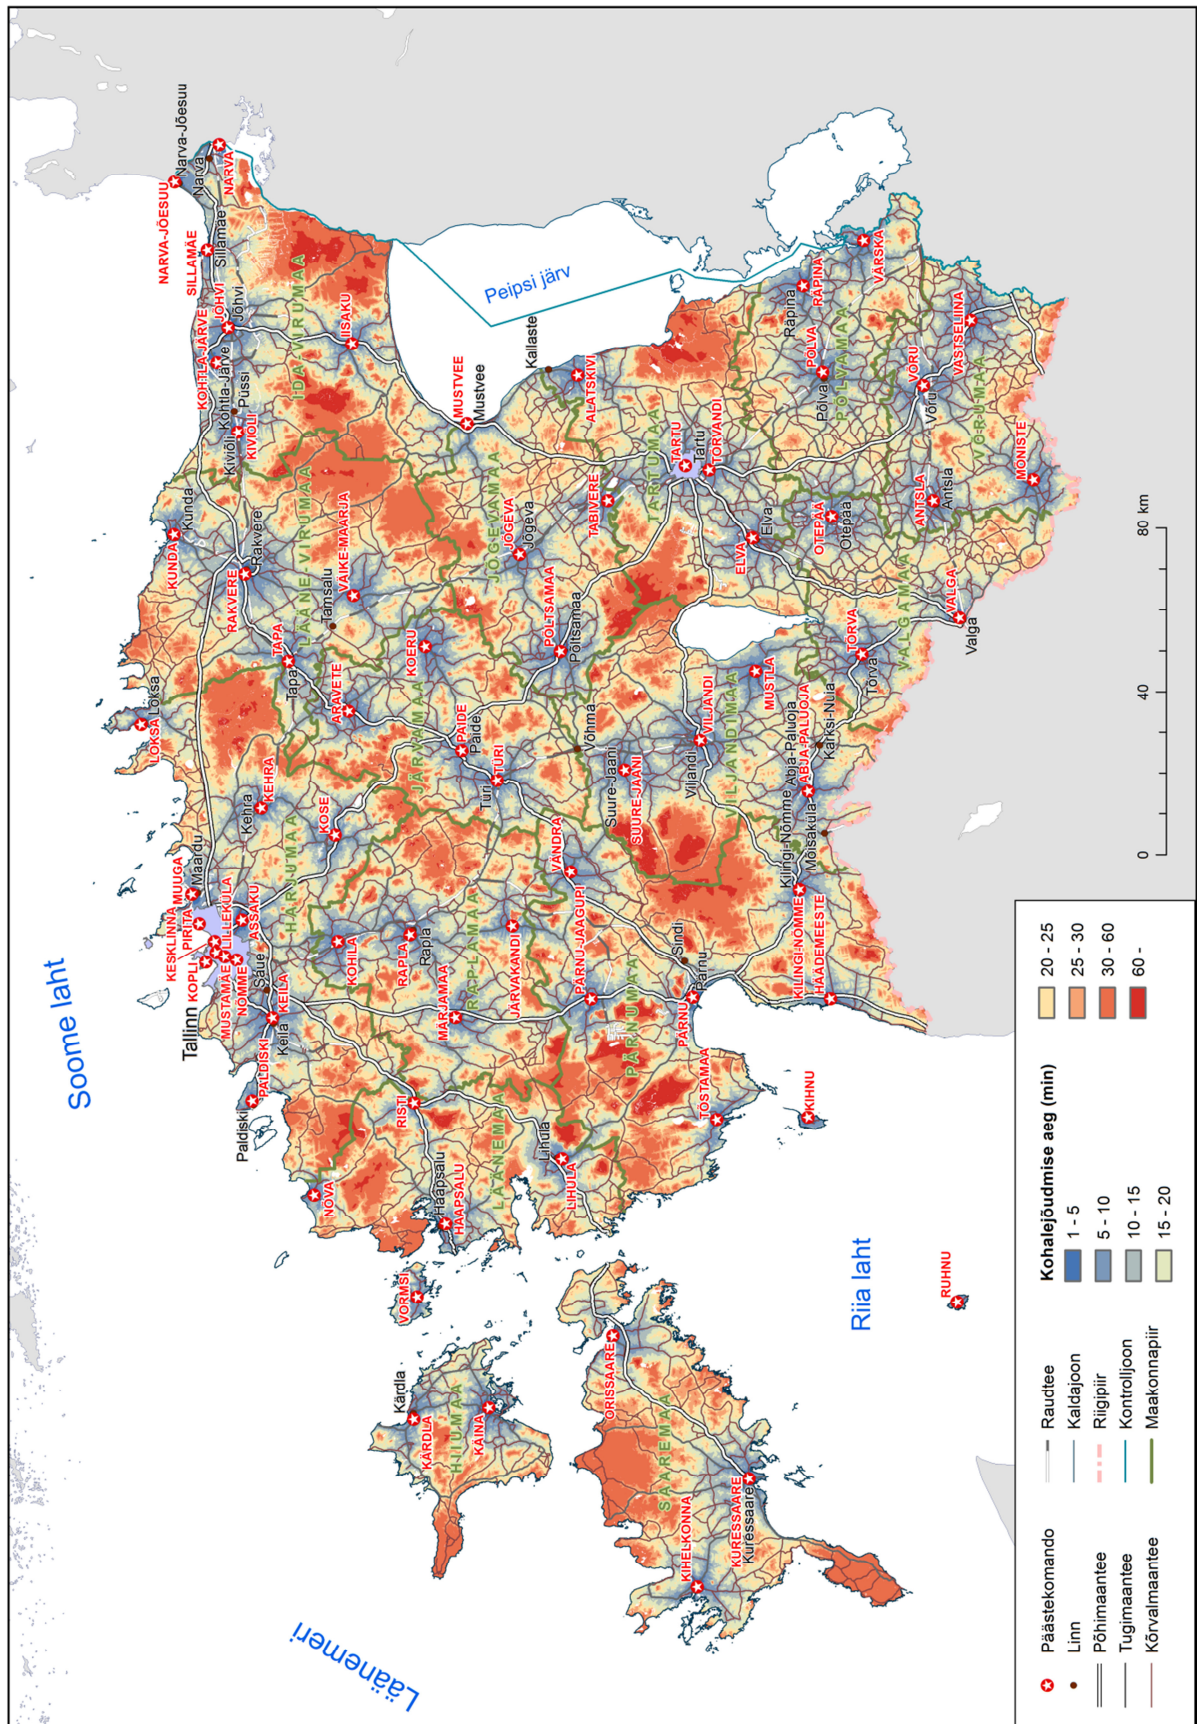 Soome laht
Läänemeri
Riia laht
Peipsi järv
Tallinn
KOPLI
KESKLINNA
PIRITA
MUUGA
Maardu
LILLEKÜLA
MUSTAMÄE
NÕMME
ASSAKU
Saue
KEILA
Keila
PALDISKI
Paldiski
LOKSA
Loksa
KEHRA
Kehra
KOSE
HARJUMAA
KOHILA
RAPLA
Rapla
MÄRJAMAA
RAPLAMAA
JÄRVAKANDI
NÕVA
RISTI
HAAPSALU
Haapsalu
LÄÄNEMAA
LIHULA
Lihula
VORMSI
KÄRDLA
Kärdla
KÄINA
HIIUMAA
ORISSAARE
SAAREMAA
KIHELKONNA
KURESSAARE
Kuressaare
RUHNU
KIHNU
TÕSTAMAA
PÄRNU
Pärnu
Sindi
PÄRNUMAA
PÄRNU-JAAGUPI
VÄNDRA
KILINGI-NÕMME
Kilingi-Nõmme
HÄÄDEMEESTE
Mõisaküla
ABJA-PALUOJA
Abja-Paluoja
Karksi-Nuia
VILJANDI
Viljandi
VILJANDIMAA
MUSTLA
SUURE-JAANI
Suure-Jaani
Võhma
TÜRI
Türi
PAIDE
Paide
JÄRVAMAA
KOERU
ARAVETE
TAPA
Tapa
Tamsalu
VÄIKE-MAARJA
LÄÄNE-VIRUMAA
RAKVERE
Rakvere
KUNDA
Kunda
KIVIÕLI
Kiviõli
Püssi
KOHTLA-JÄRVE
Kohtla-Järve
JÕHVI
Jõhvi
SILLAMÄE
Sillamäe
NARVA-JÕESUU
Narva-Jõesuu
NARVA
Narva
IDA-VIRUMAA
IISAKU
MUSTVEE
Mustvee
Kallaste
ALATSKIVI
JÕGEVAMAA
JÕGEVA
Jõgeva
PÕLTSAMAA
Põltsamaa
TABIVERE
TARTUMAA
TARTU
Tartu
TÕRVANDI
ELVA
Elva
OTEPÄÄ
Otepää
TÕRVA
Tõrva
VALGAMAA
VALGA
Valga
RÄPINA
Räpina
PÕLVA
Põlva
PÕLVAMAA
VÄRSKA
VÕRU
Võru
VASTSELIINA
VÕRUMAA
ANTSLA
Antsla
MÕNISTE
0 40 80 km
Päästekomando
Linn
Põhimaantee
Tugimaantee
Kõrvalmaantee
Raudtee
Kaldajoon
Riigipiir
Kontrolljoon
Maakonnapiir
Kohalejõudmise aeg (min)
1 - 5
5 - 10
10 - 15
15 - 20
20 - 25
25 - 30
30 - 60
60 -